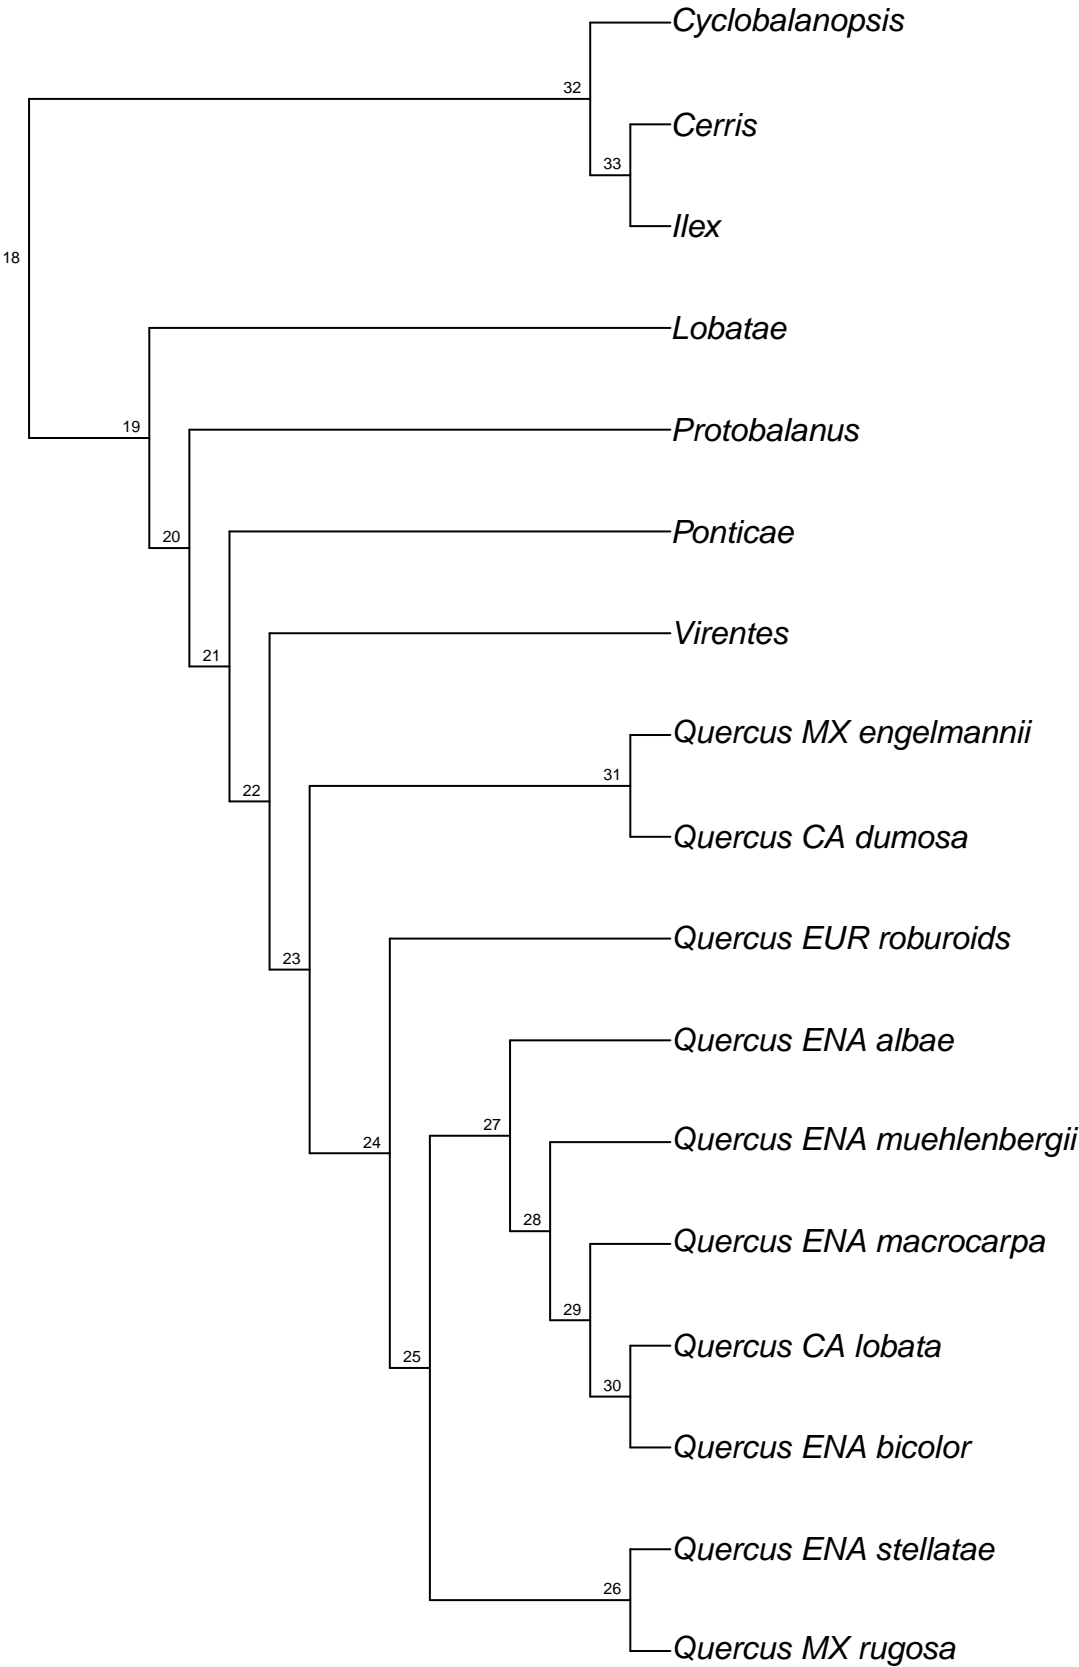 Cyclobalanopsis
32
Cerris
33
Ilex
18
Lobatae
19
Protobalanus
20
Ponticae
21
Virentes
Quercus MX engelmannii
31
22
Quercus CA dumosa
Quercus EUR roburoids
23
Quercus ENA albae
27
24
Quercus ENA muehlenbergii
28
Quercus ENA macrocarpa
29
Quercus CA lobata
25
30
Quercus ENA bicolor
Quercus ENA stellatae
26
Quercus MX rugosa